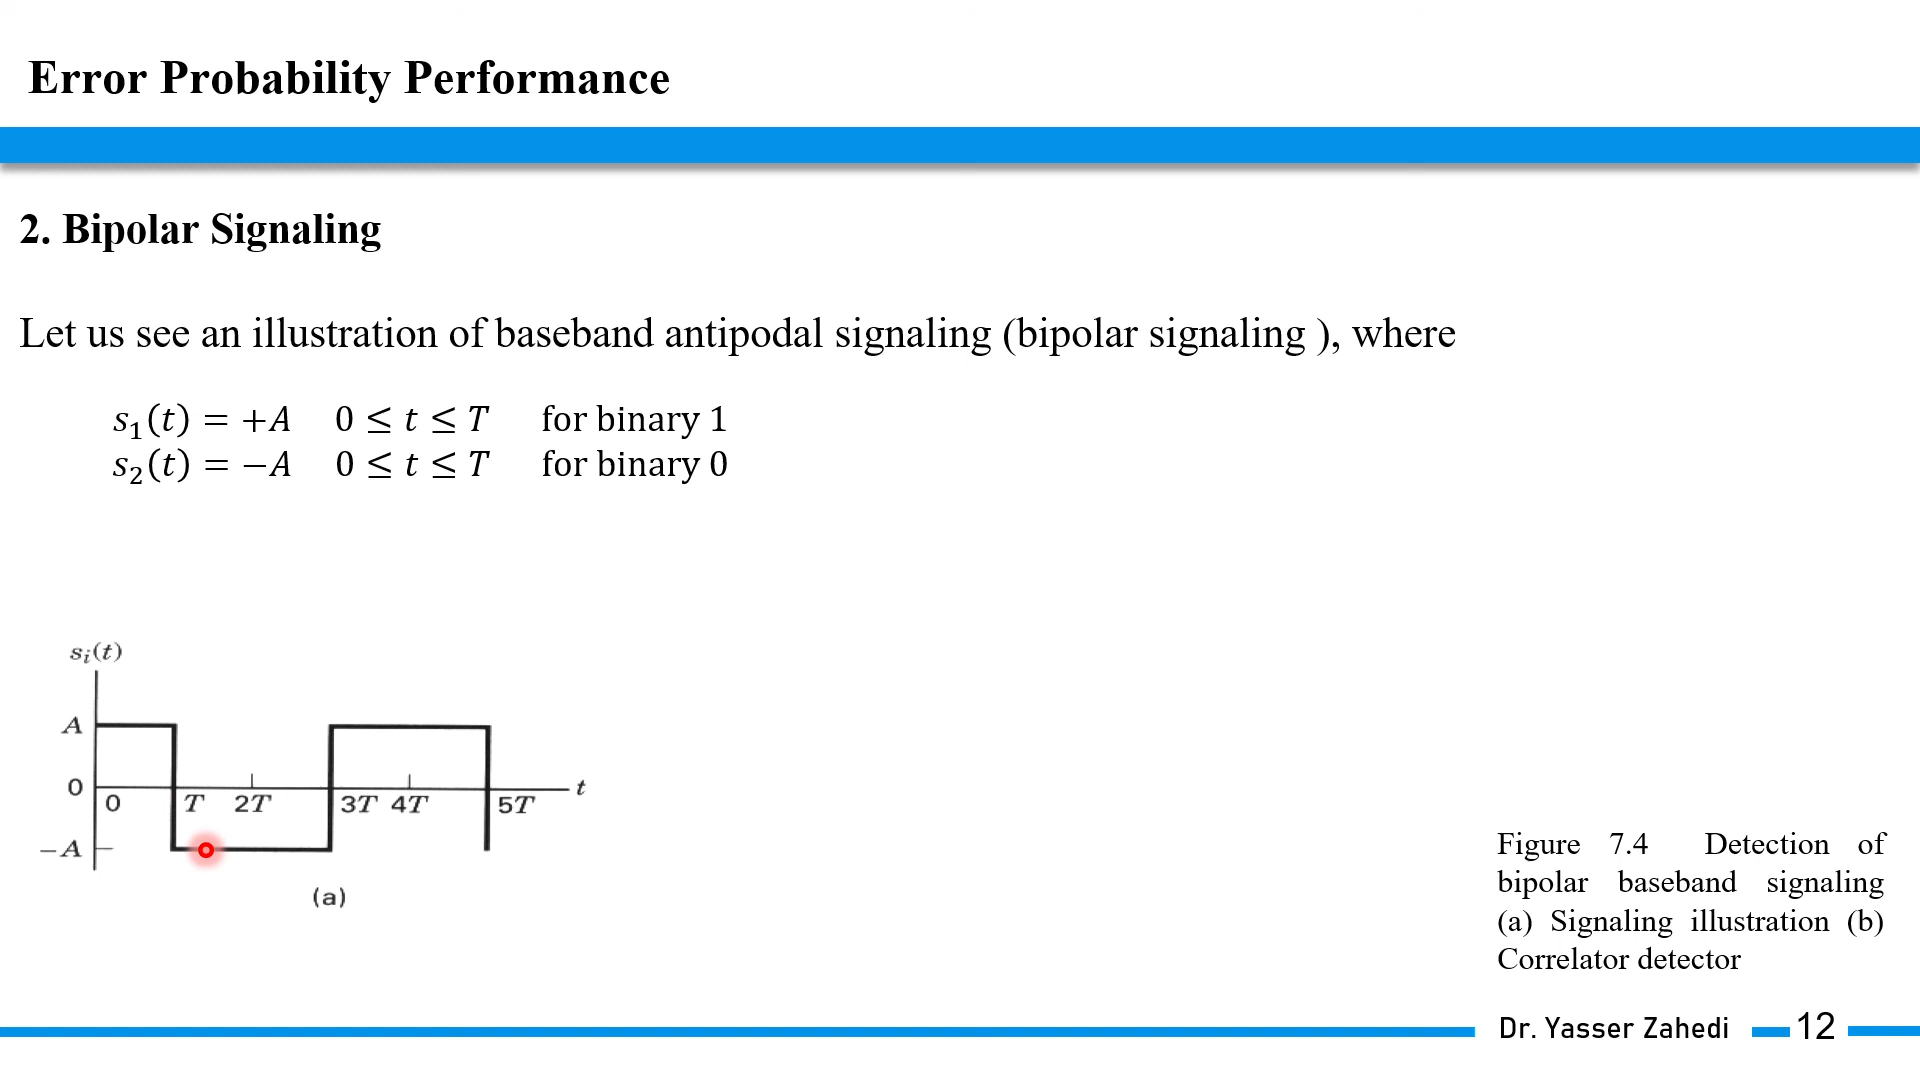 Error Probability Performance
2. Bipolar Signaling
Let us see an illustration of baseband antipodal signaling (bipolar signaling ), where
s₁(t) = +A 0 ≤ t ≤ T for binary 1
s₂(t) = −A 0 ≤ t ≤ T for binary 0
sᵢ(t)
A
0
0 T 2T 3T 4T 5T t
−A
(a)
Figure 7.4 Detection of
bipolar baseband signaling
(a) Signaling illustration (b)
Correlator detector
Dr. Yasser Zahedi 12